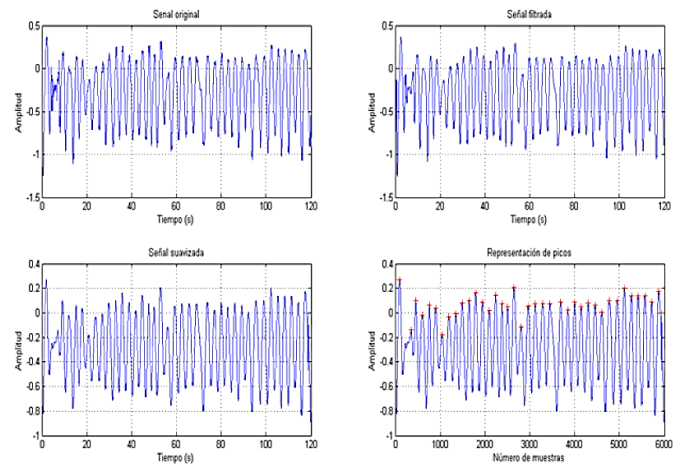 Senal original
0.5
0
-0.5
-1
-1.5
Amplitud
0 20 40 60 80 100 120
Tiempo (s)
Señal filtrada
0.5
0
-0.5
-1
-1.5
Amplitud
0 20 40 60 80 100 120
Tiempo (s)
Señal suavizada
0.4
0.2
0
-0.2
-0.4
-0.6
-0.8
-1
Amplitud
0 20 40 60 80 100 120
Tiempo (s)
Representación de picos
0.4
0.2
0
-0.2
-0.4
-0.6
-0.8
-1
Amplitud
0 1000 2000 3000 4000 5000 6000
Número de muestras